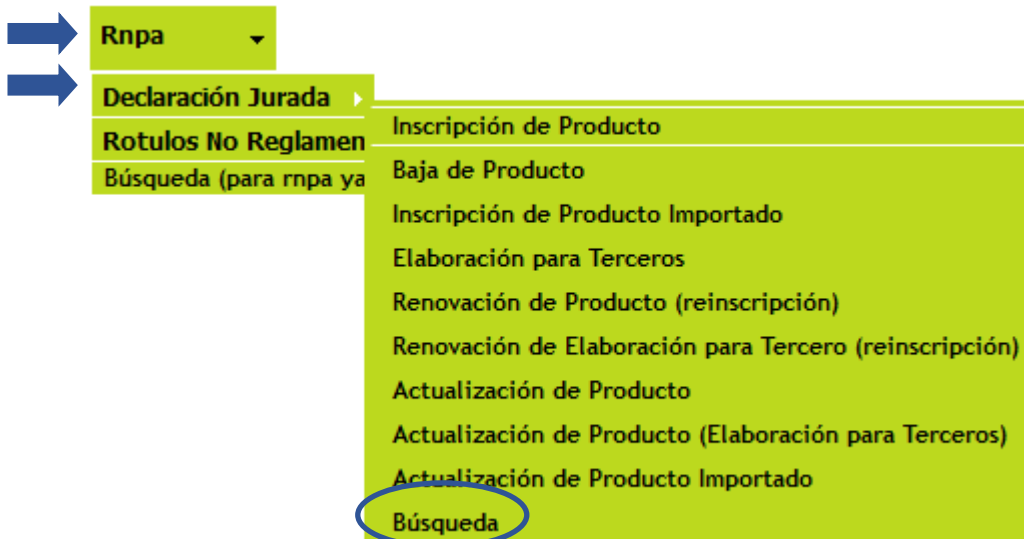 Rnpa
Declaración Jurada
Rotulos No Reglamen
Búsqueda (para rnpa ya
Inscripción de Producto
Baja de Producto
Inscripción de Producto Importado
Elaboración para Terceros
Renovación de Producto (reinscripción)
Renovación de Elaboración para Tercero (reinscripción)
Actualización de Producto
Actualización de Producto (Elaboración para Terceros)
Actualización de Producto Importado
Búsqueda